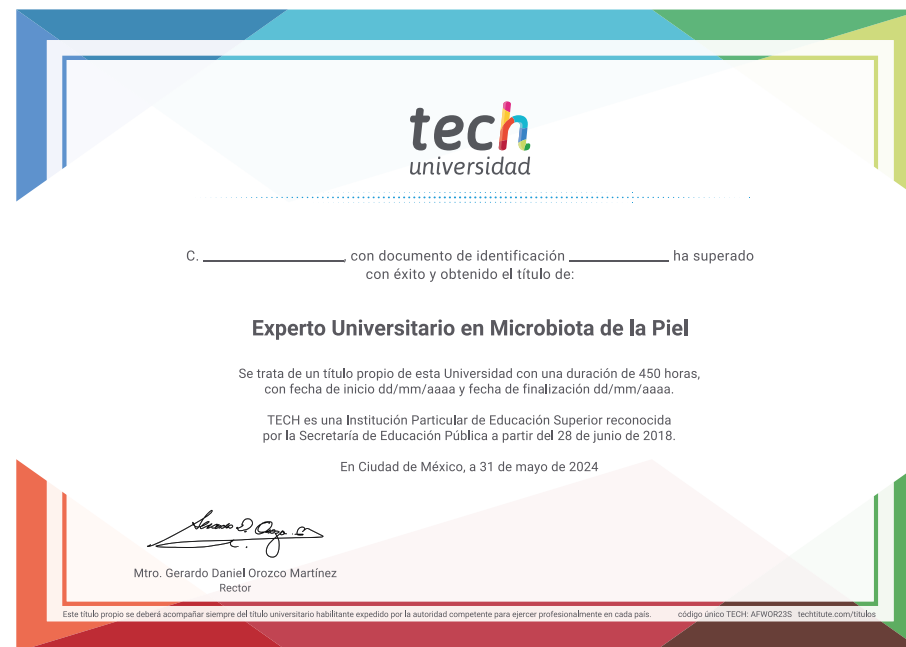 tech
universidad
C. ____________, con documento de identificación ____________ ha superado
con éxito y obtenido el título de:
Experto Universitario en Microbiota de la Piel
Se trata de un título propio de esta Universidad con una duración de 450 horas,
con fecha de inicio dd/mm/aaaa y fecha de finalización dd/mm/aaaa.
TECH es una Institución Particular de Educación Superior reconocida
por la Secretaría de Educación Pública a partir del 28 de junio de 2018.
En Ciudad de México, a 31 de mayo de 2024
Mtro. Gerardo Daniel Orozco Martínez
Rector
Este título propio se deberá acompañar siempre del título universitario habilitante expedido por la autoridad competente para ejercer profesionalmente en cada país. código único TECH: AFWOR23S techtitute.com/títulos